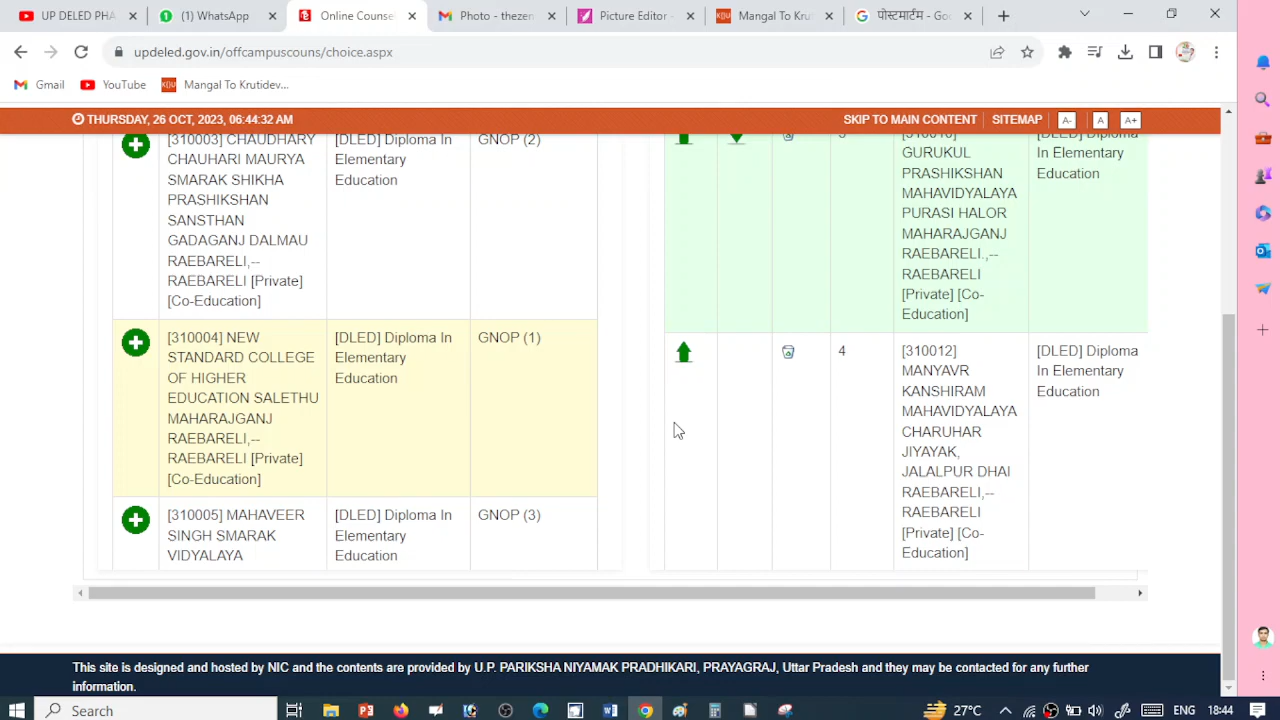 UP DELED PHA
(1) WhatsApp
Online Counse
Photo - thezen
Picture Editor -
Mangal To Kru
पोस्टमार्टम - Goo
updeled.gov.in/offcampuscouns/choice.aspx
Gmail
YouTube
Mangal To Krutidev...
THURSDAY, 26 OCT, 2023, 06:44:32 AM
SKIP TO MAIN CONTENT
SITEMAP
A-
A
A+
[310003] CHAUDHARY
CHAUHARI MAURYA
SMARAK SHIKHA
PRASHIKSHAN
SANSTHAN
GADAGANJ DALMAU
RAEBARELI,--
RAEBARELI [Private]
[Co-Education]
[DLED] Diploma In
Elementary
Education
GNOP (2)
[310004] NEW
STANDARD COLLEGE
OF HIGHER
EDUCATION SALETHU
MAHARAJGANJ
RAEBARELI,--
RAEBARELI [Private]
[Co-Education]
[DLED] Diploma In
Elementary
Education
GNOP (1)
[310005] MAHAVEER
SINGH SMARAK
VIDYALAYA
[DLED] Diploma In
Elementary
Education
GNOP (3)
3
[310010]
GURUKUL
PRASHIKSHAN
MAHAVIDYALAYA
PURASI HALOR
MAHARAJGANJ
RAEBARELI.,--
RAEBARELI
[Private] [Co-
Education]
[DLED] Diploma
In Elementary
Education
4
[310012]
MANYAVR
KANSHIRAM
MAHAVIDYALAYA
CHARUHAR
JIYAYAK,
JALALPUR DHAI
RAEBARELI,--
RAEBARELI
[Private] [Co-
Education]
[DLED] Diploma
In Elementary
Education
This site is designed and hosted by NIC and the contents are provided by U.P. PARIKSHA NIYAMAK PRADHIKARI, PRAYAGRAJ, Uttar Pradesh and they may be contacted for any further
information.
Search
27°C
18:44